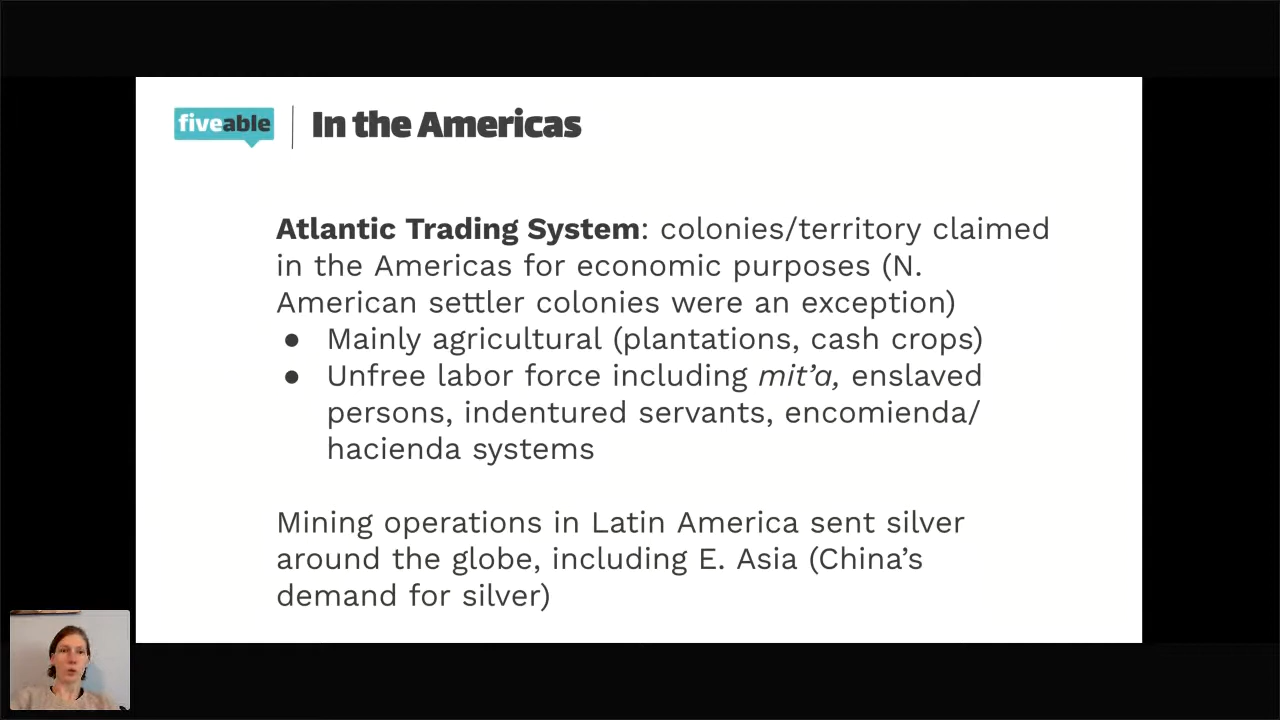 fiveable
In the Americas
Atlantic Trading System: colonies/territory claimed
in the Americas for economic purposes (N.
American settler colonies were an exception)
● Mainly agricultural (plantations, cash crops)
● Unfree labor force including mit’a, enslaved
persons, indentured servants, encomienda/
hacienda systems
Mining operations in Latin America sent silver
around the globe, including E. Asia (China’s
demand for silver)